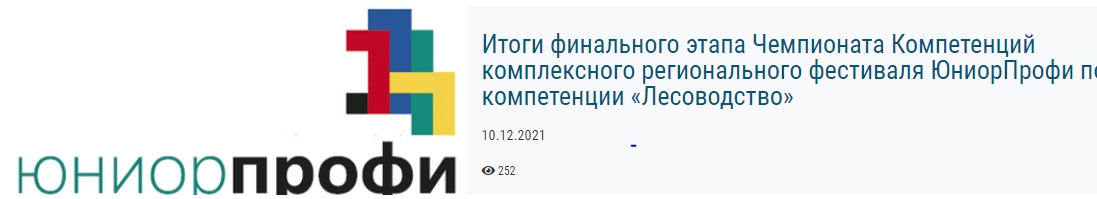 юниорпрофи
Итоги финального этапа Чемпионата Компетенций
комплексного регионального фестиваля ЮниорПрофи по
компетенции «Лесоводство»
10.12.2021
252